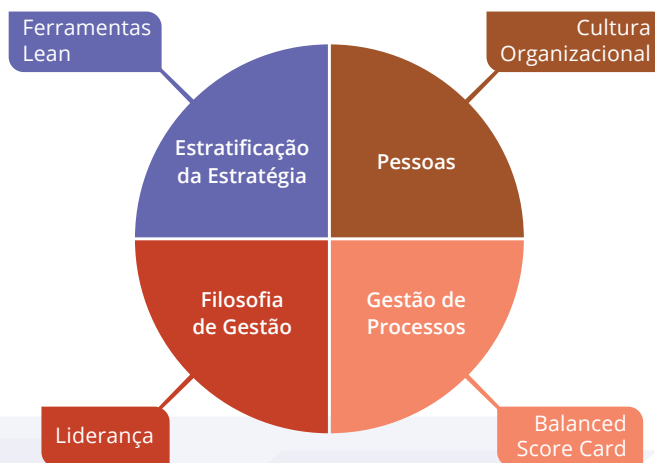 Ferramentas
Lean
Cultura
Organizacional
Estratificação
da Estratégia
Pessoas
Filosofia
de Gestão
Gestão de
Processos
Liderança
Balanced
Score Card